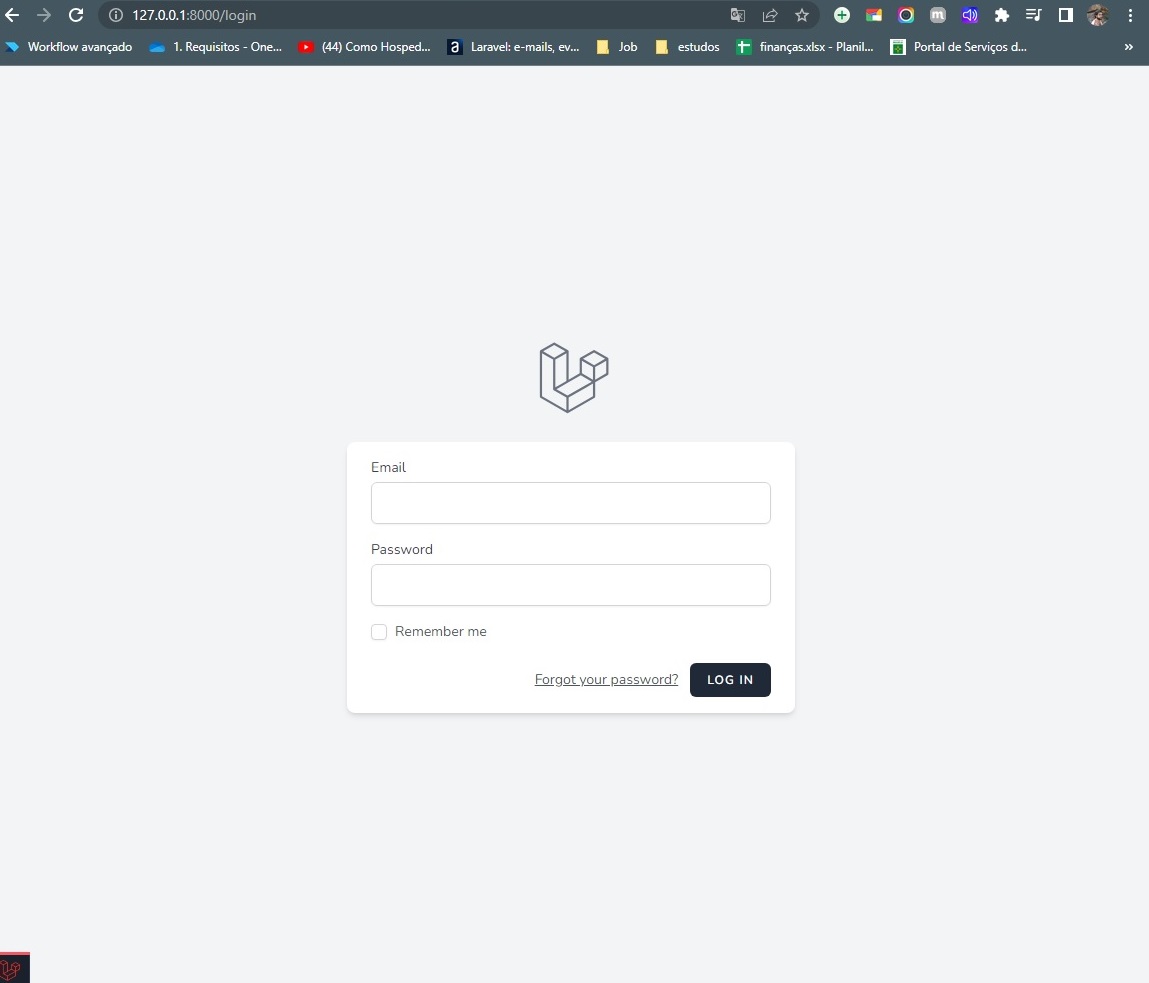 127.0.0.1:8000/login
Workflow avançado 1. Requisitos - One... (44) Como Hosped... a Laravel: e-mails, ev... Job estudos finanças.xlsx - Planil... Portal de Serviços d... »
Email
Password
Remember me
Forgot your password? LOG IN